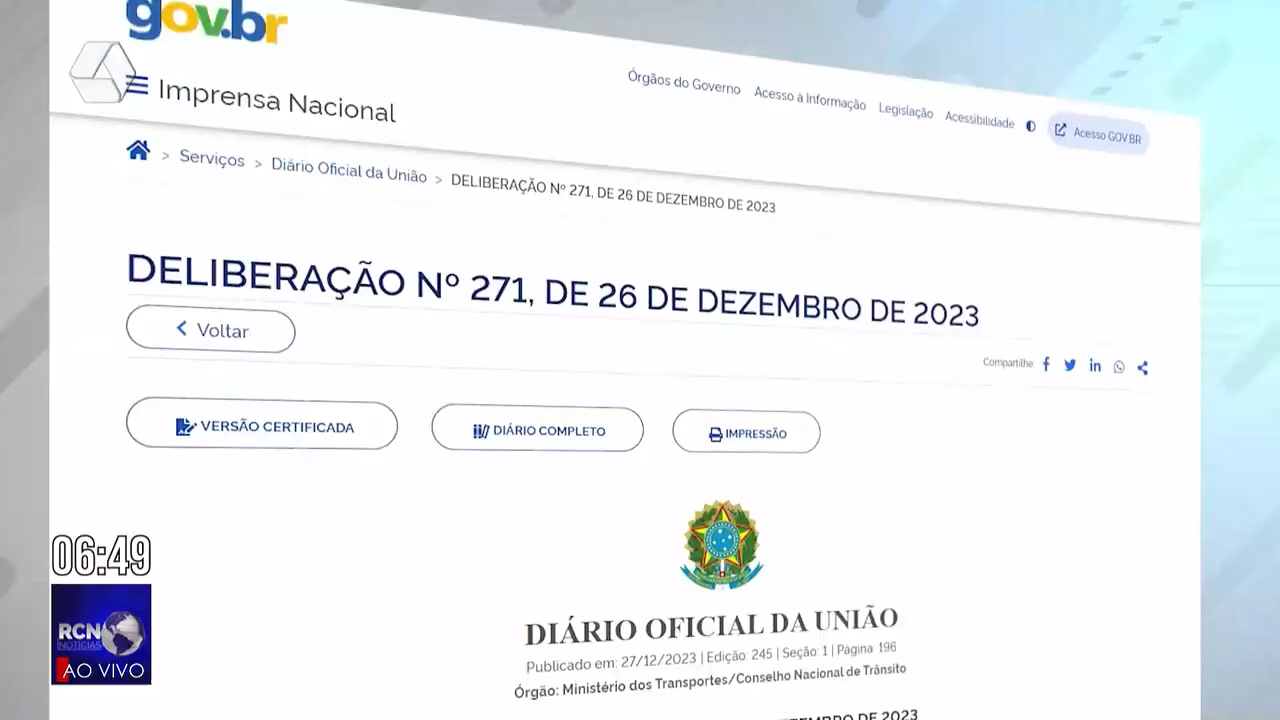 gov.br
Imprensa Nacional
Órgãos do Governo Acesso à Informação Legislação Acessibilidade Acesso GOV.BR
> Serviços > Diário Oficial da União > DELIBERAÇÃO Nº 271, DE 26 DE DEZEMBRO DE 2023
DELIBERAÇÃO Nº 271, DE 26 DE DEZEMBRO DE 2023
Voltar
Compartilhe
VERSÃO CERTIFICADA
DIÁRIO COMPLETO
IMPRESSÃO
DIÁRIO OFICIAL DA UNIÃO
Publicado em: 27/12/2023 | Edição: 245 | Seção: 1 | Página: 196
Órgão: Ministério dos Transportes/Conselho Nacional de Trânsito
DE 2023
06:49
RCN
NOTÍCIAS
AO VIVO